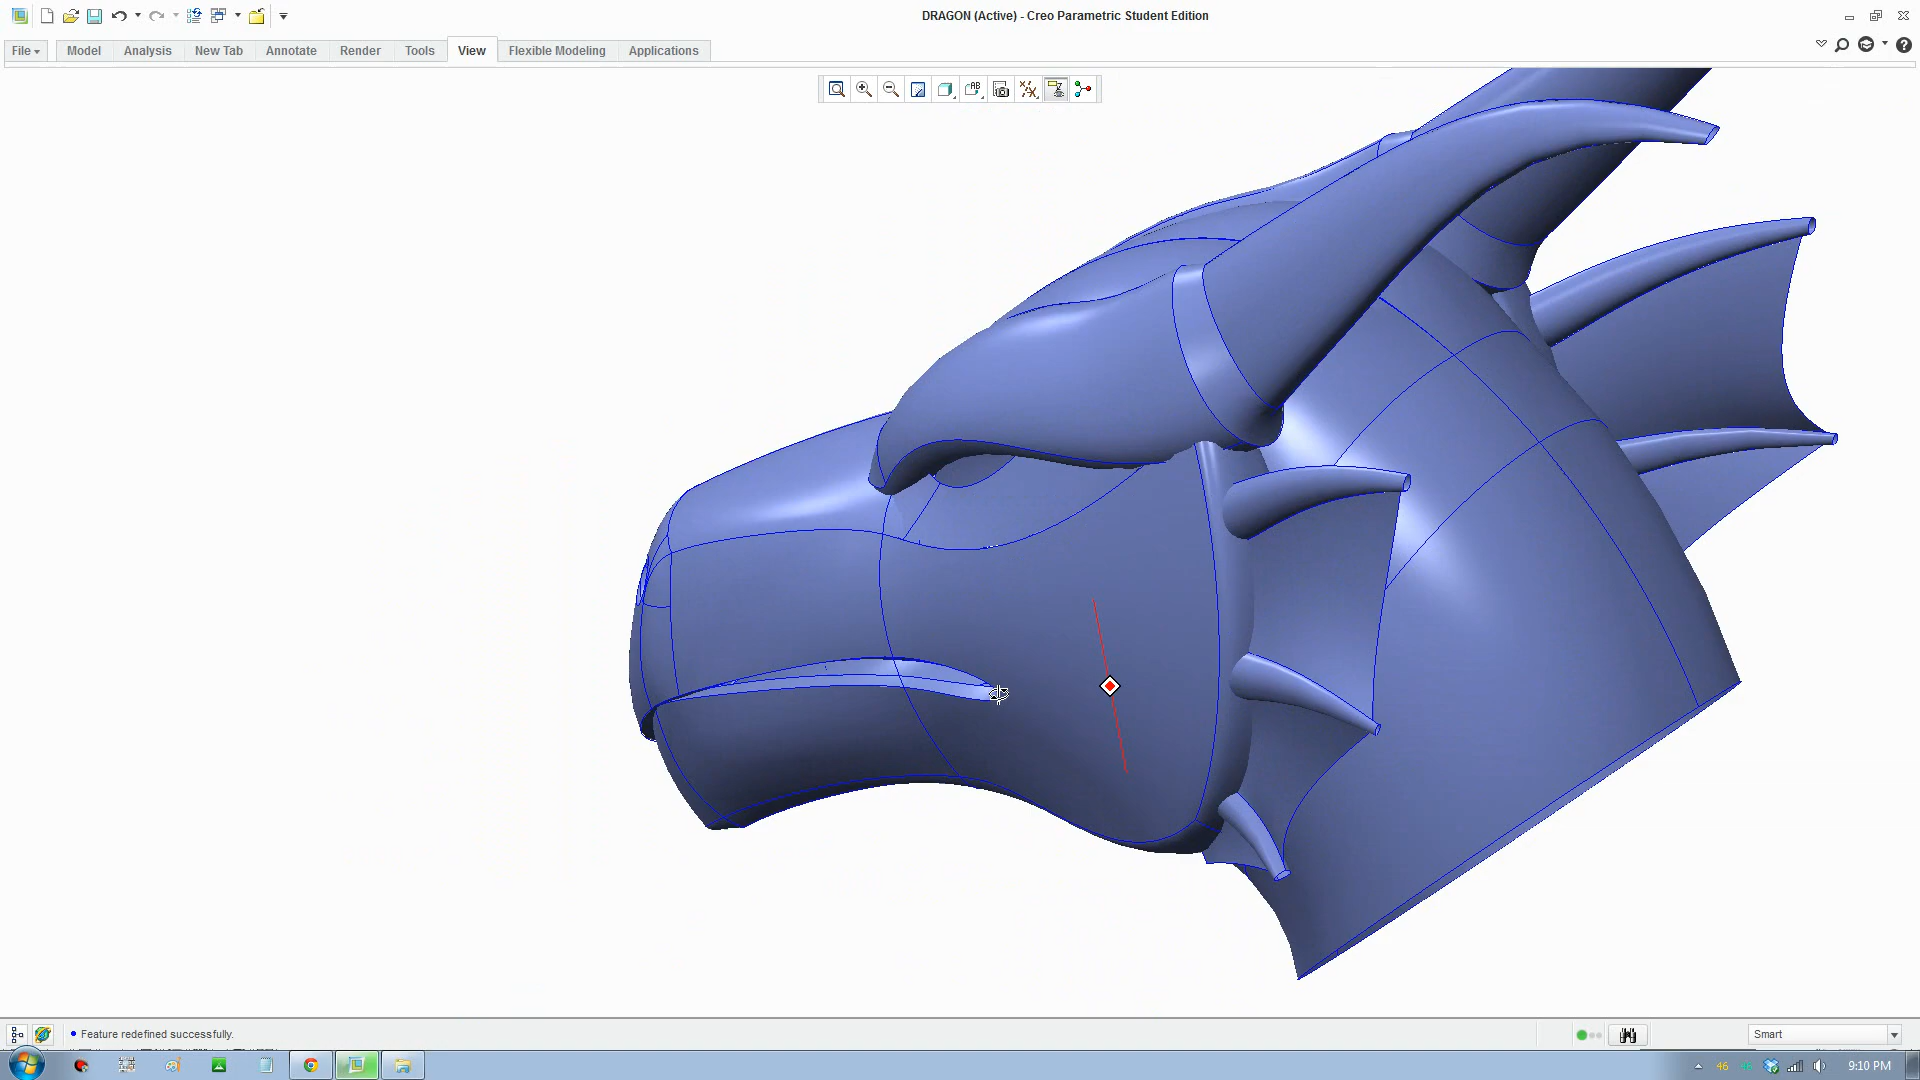 DRAGON (Active) - Creo Parametric Student Edition
File Model Analysis New Tab Annotate Render Tools View Flexible Modeling Applications
Feature redefined successfully.
Smart
46
9:10 PM